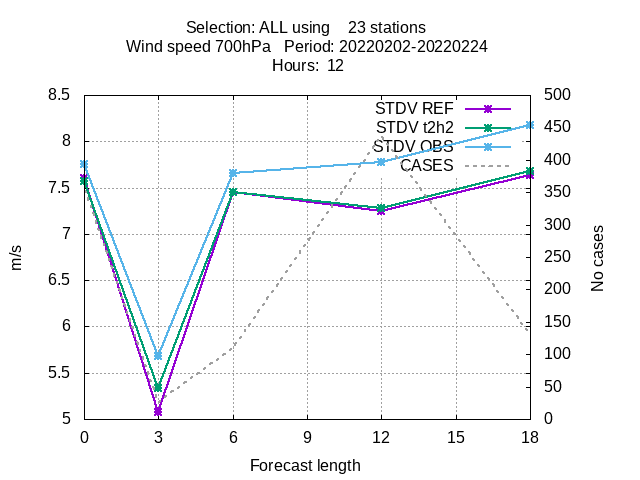 Selection: ALL using    23 stations
Wind speed 700hPa   Period: 20220202-20220224
Hours:  12
8.5
8
7.5
7
6.5
6
5.5
5
m/s
STDV REF
STDV t2h2
STDV OBS
CASES
500
450
400
350
300
250
200
150
100
50
0
No cases
0 3 6 9 12 15 18
Forecast length